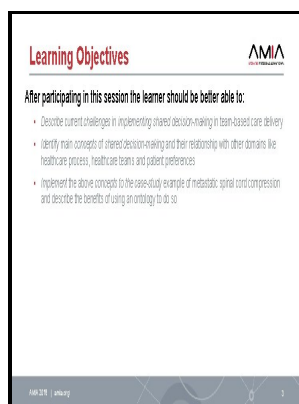 Learning Objectives
AMIA
After participating in this session the learner should be better able to:
• Describe current challenges in implementing shared decision-making in team-based care delivery
• Identify main concepts of shared decision-making and their relationship with other domains like
healthcare process, healthcare teams and patient preferences
• Implement the above concepts to the case-study example of metastatic spinal cord compression
and describe the benefits of using an ontology to do so
| amia.org